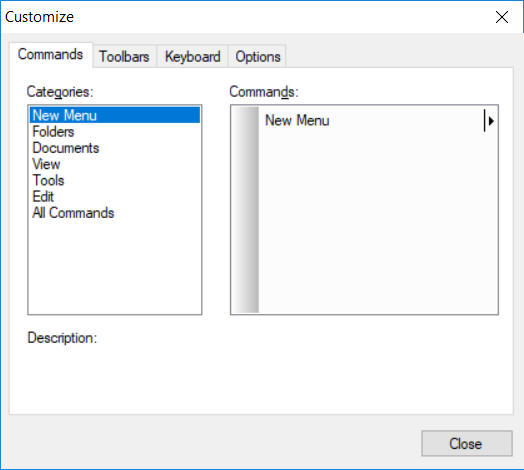 Customize
Commands Toolbars Keyboard Options
Categories: Commands:
New Menu
Folders
Documents
View
Tools
Edit
All Commands
New Menu
Description:
Close